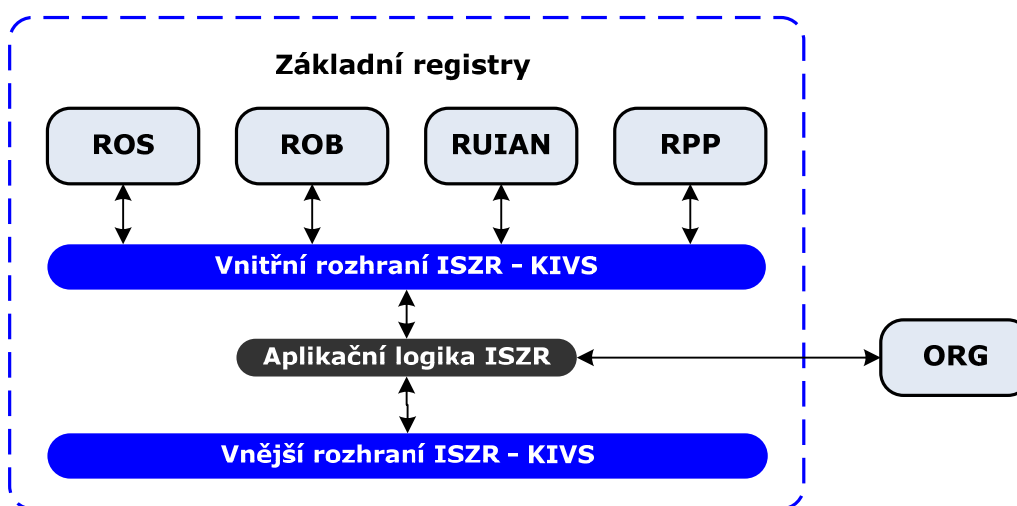 Základní registry
ROS
ROB
RUIAN
RPP
Vnitřní rozhraní ISZR – KIVS
Aplikační logika ISZR
ORG
Vnější rozhraní ISZR – KIVS